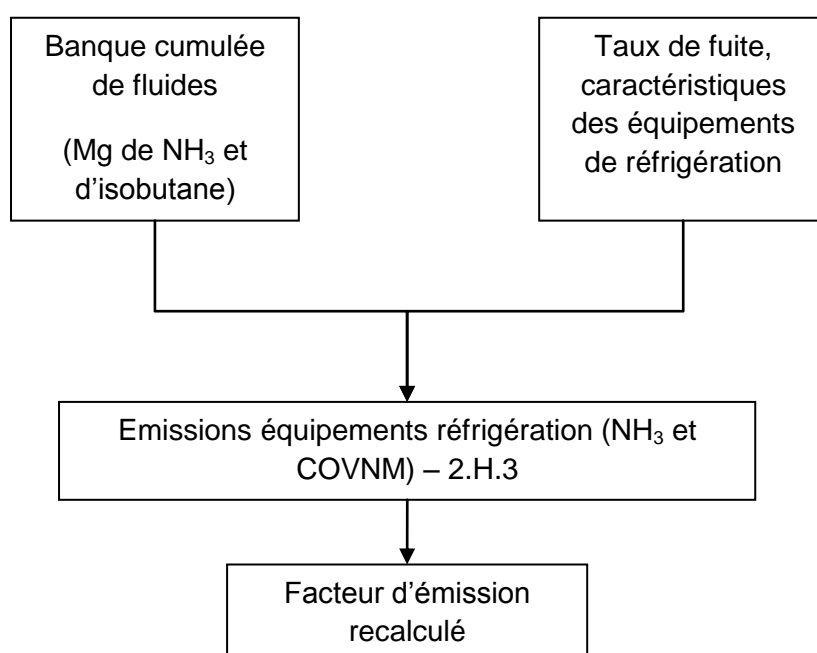 Banque cumulée
de fluides
(Mg de NH₃ et
d’isobutane)
Taux de fuite,
caractéristiques
des équipements
de réfrigération
Emissions équipements réfrigération (NH₃ et
COVNM) – 2.H.3
Facteur d’émission
recalculé